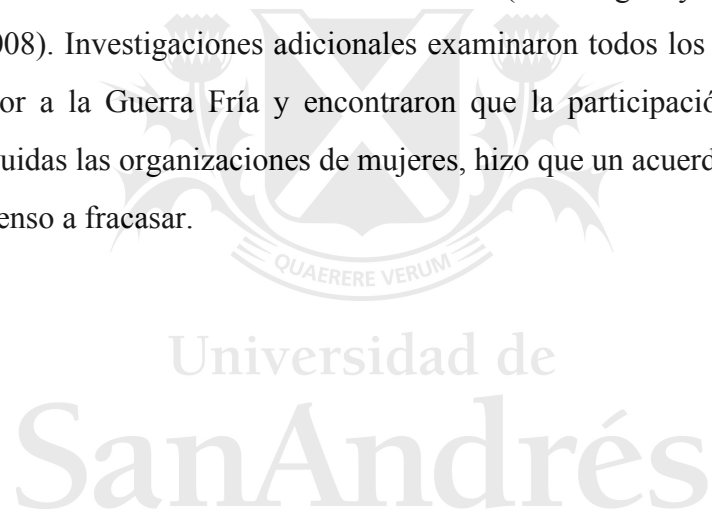 008). Investigaciones adicionales examinaron todos los
or a la Guerra Fría y encontraron que la participació
uidas las organizaciones de mujeres, hizo que un acuerd
enso a fracasar.
QUAERERE VERUM
Universidad de
SanAndrés